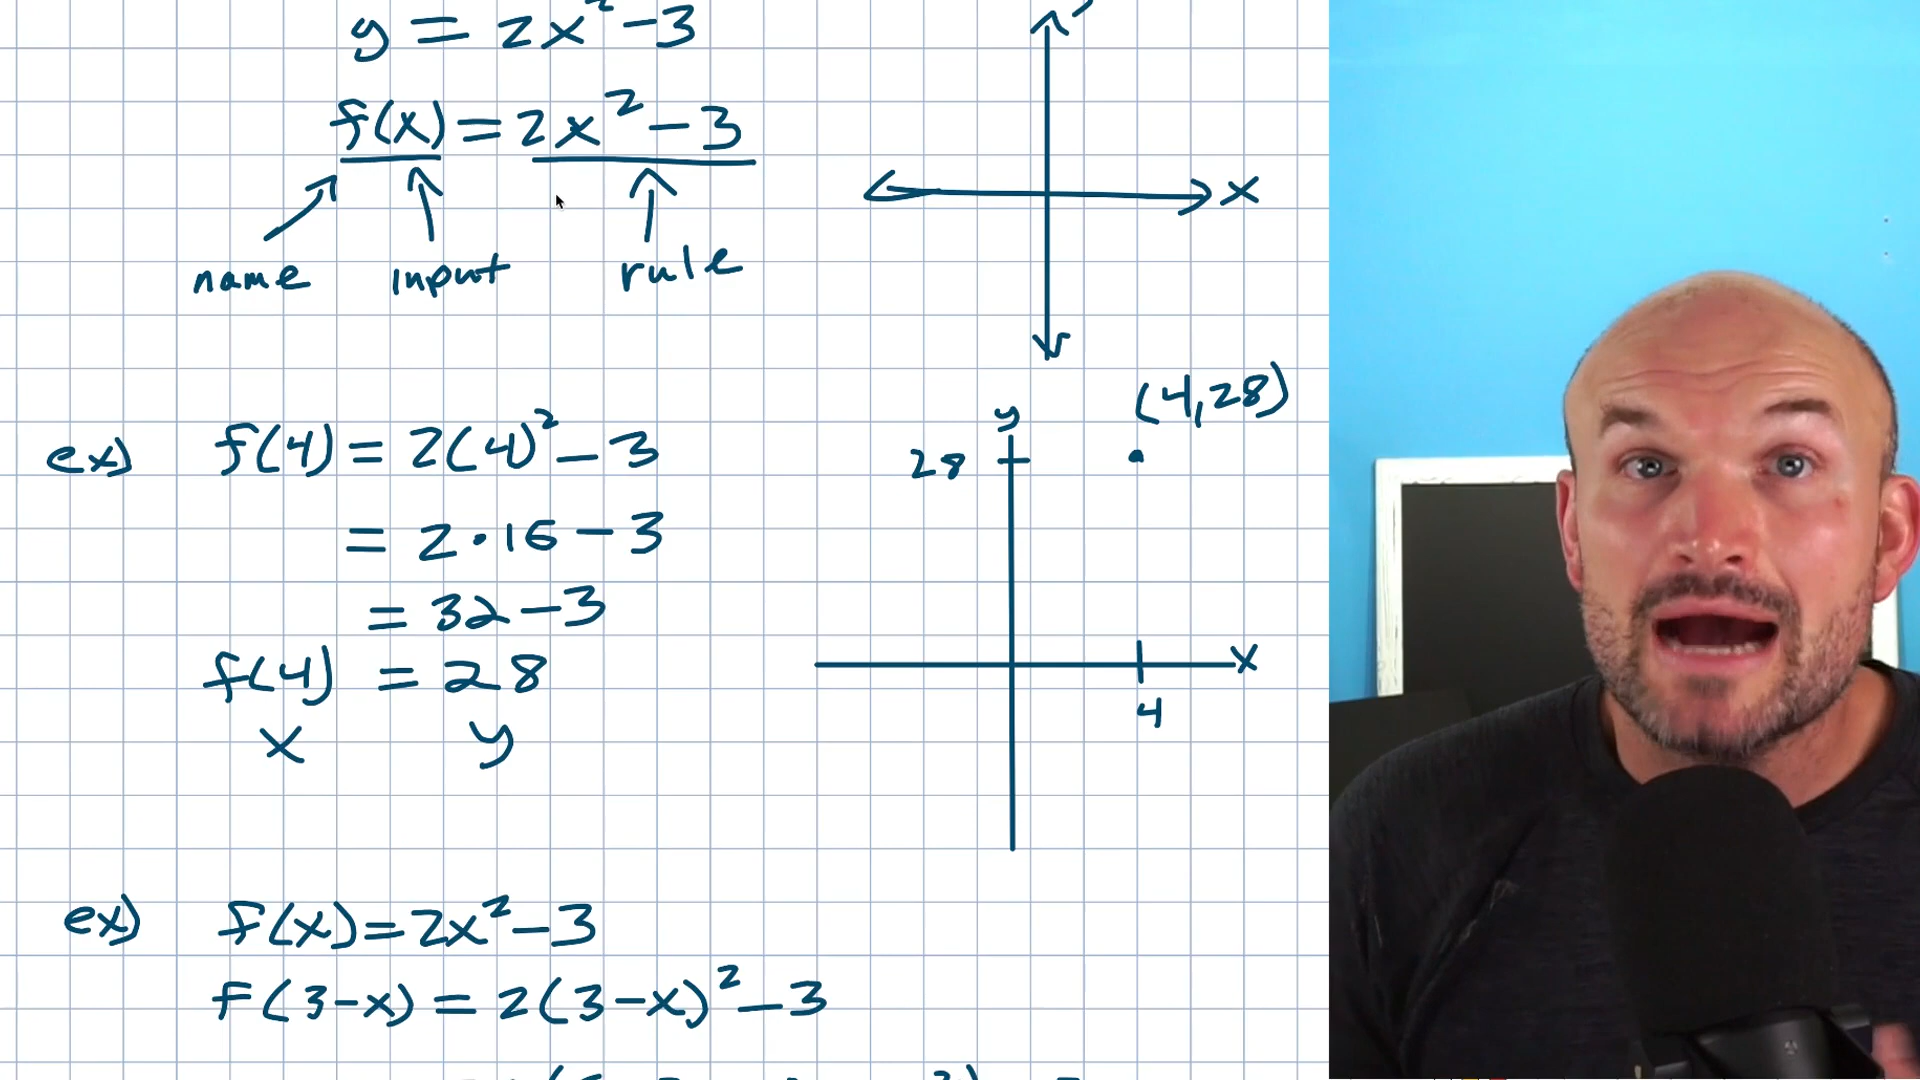 y = 2x²-3
f(x) = 2x²-3
x
name input rule
(4,28)
y
28
ex) f(4) = 2(4)²-3
= 2·16-3
= 32-3
f(4) = 28
x
4
x y
ex) f(x)=2x²-3
f(3-x) = 2(3-x)²-3